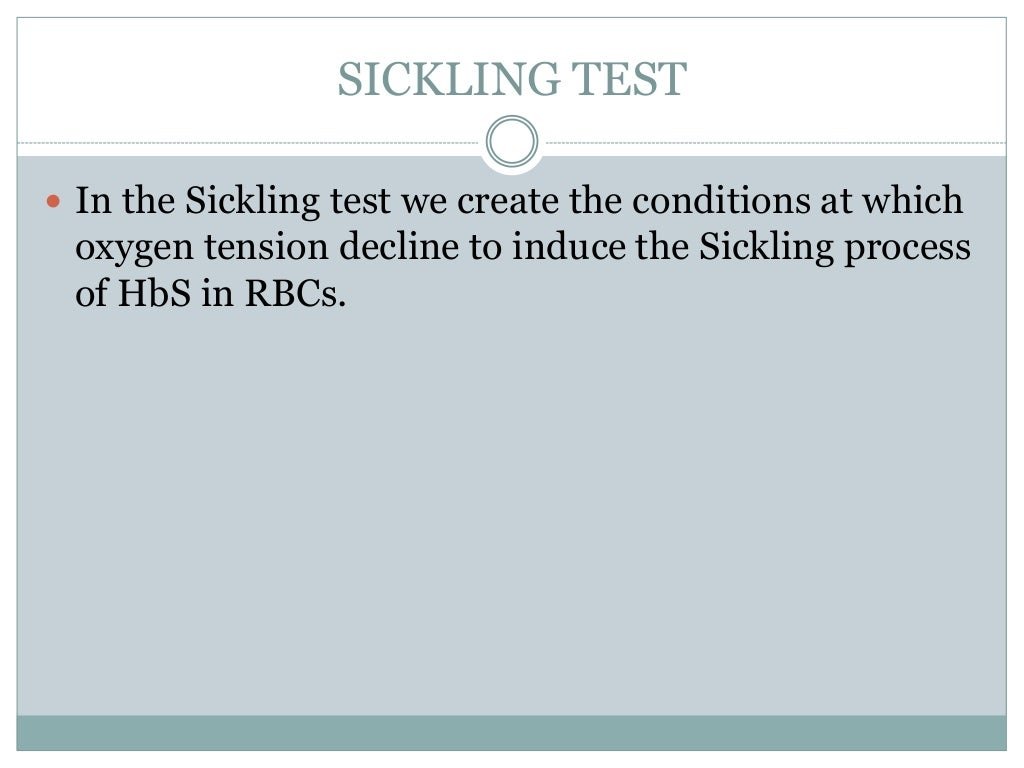 SICKLING TEST
• In the Sickling test we create the conditions at which
oxygen tension decline to induce the Sickling process
of HbS in RBCs.